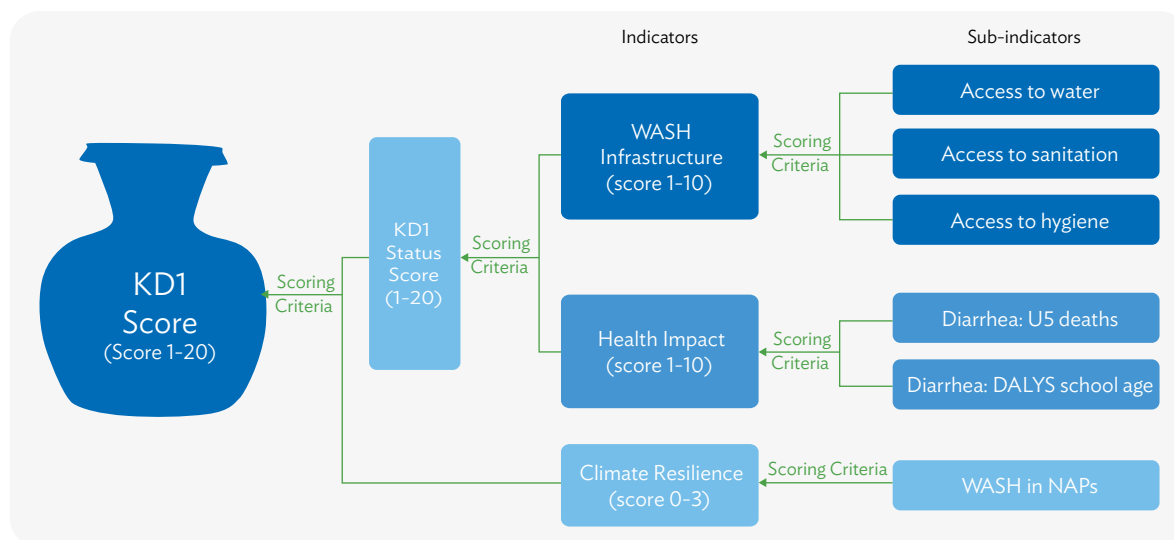 Indicators
Sub-indicators
KD1
Score
(Score 1-20)
Scoring
Criteria
KD1
Status
Score
(1-20)
Scoring
Criteria
WASH
Infrastructure
(score 1-10)
Scoring
Criteria
Access to water
Access to sanitation
Access to hygiene
Health Impact
(score 1-10)
Scoring
Criteria
Diarrhea: U5 deaths
Diarrhea: DALYS school age
Climate Resilience
(score 0-3)
Scoring Criteria
WASH in NAPs